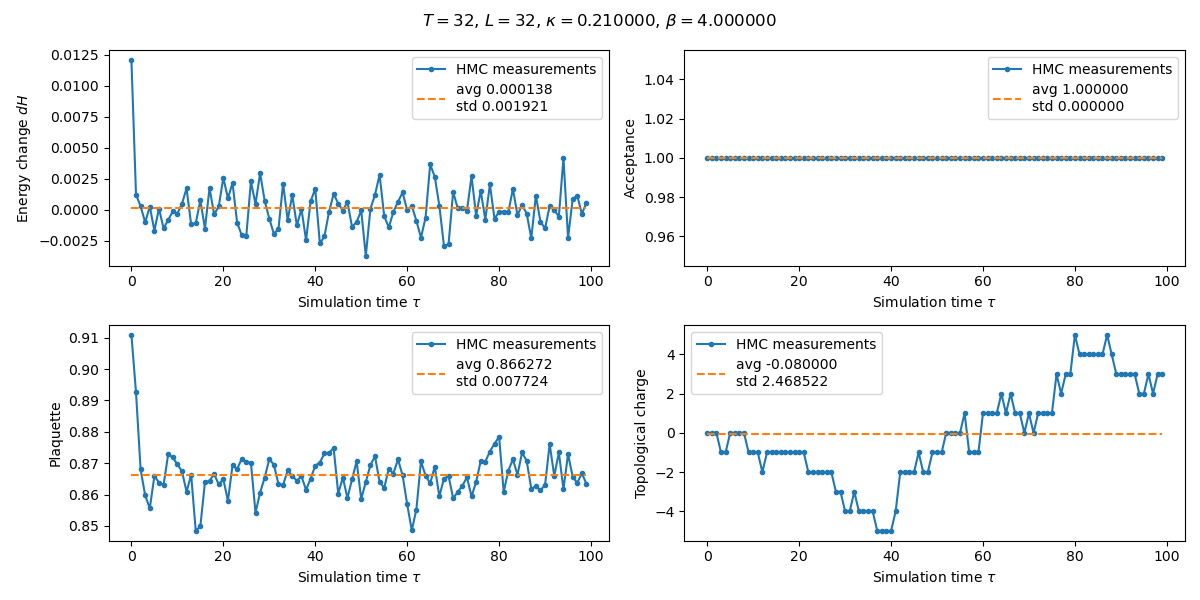 T = 32, L = 32, κ = 0.210000, β = 4.000000
Energy change dH
0.0125
0.0100
0.0075
0.0050
0.0025
0.0000
−0.0025
HMC measurements
avg 0.000138
std 0.001921
0 20 40 60 80 100
Simulation time τ
Acceptance
1.04
1.02
1.00
0.98
0.96
HMC measurements
avg 1.000000
std 0.000000
0 20 40 60 80 100
Simulation time τ
Plaquette
0.91
0.90
0.89
0.88
0.87
0.86
0.85
HMC measurements
avg 0.866272
std 0.007724
0 20 40 60 80 100
Simulation time τ
Topological charge
4
2
0
−2
−4
HMC measurements
avg -0.080000
std 2.468522
0 20 40 60 80 100
Simulation time τ